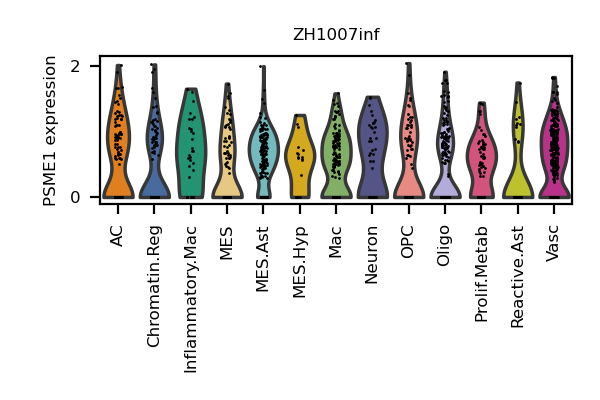 ZH1007inf
PSME1 expression
2
0
AC
Chromatin.Reg
Inflammatory.Mac
MES
MES.Ast
MES.Hyp
Mac
Neuron
OPC
Oligo
Prolif.Metab
Reactive.Ast
Vasc